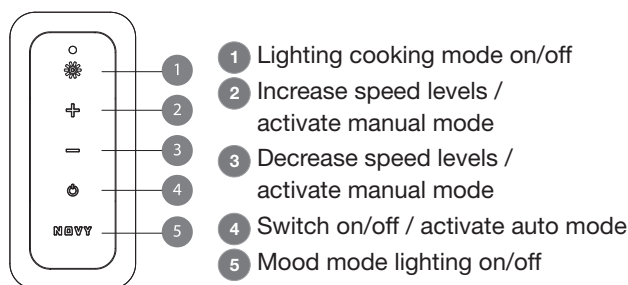 1 1 Lighting cooking mode on/off
2 2 Increase speed levels /
activate manual mode
3 3 Decrease speed levels /
activate manual mode
4 4 Switch on/off / activate auto mode
NOVY 5 5 Mood mode lighting on/off